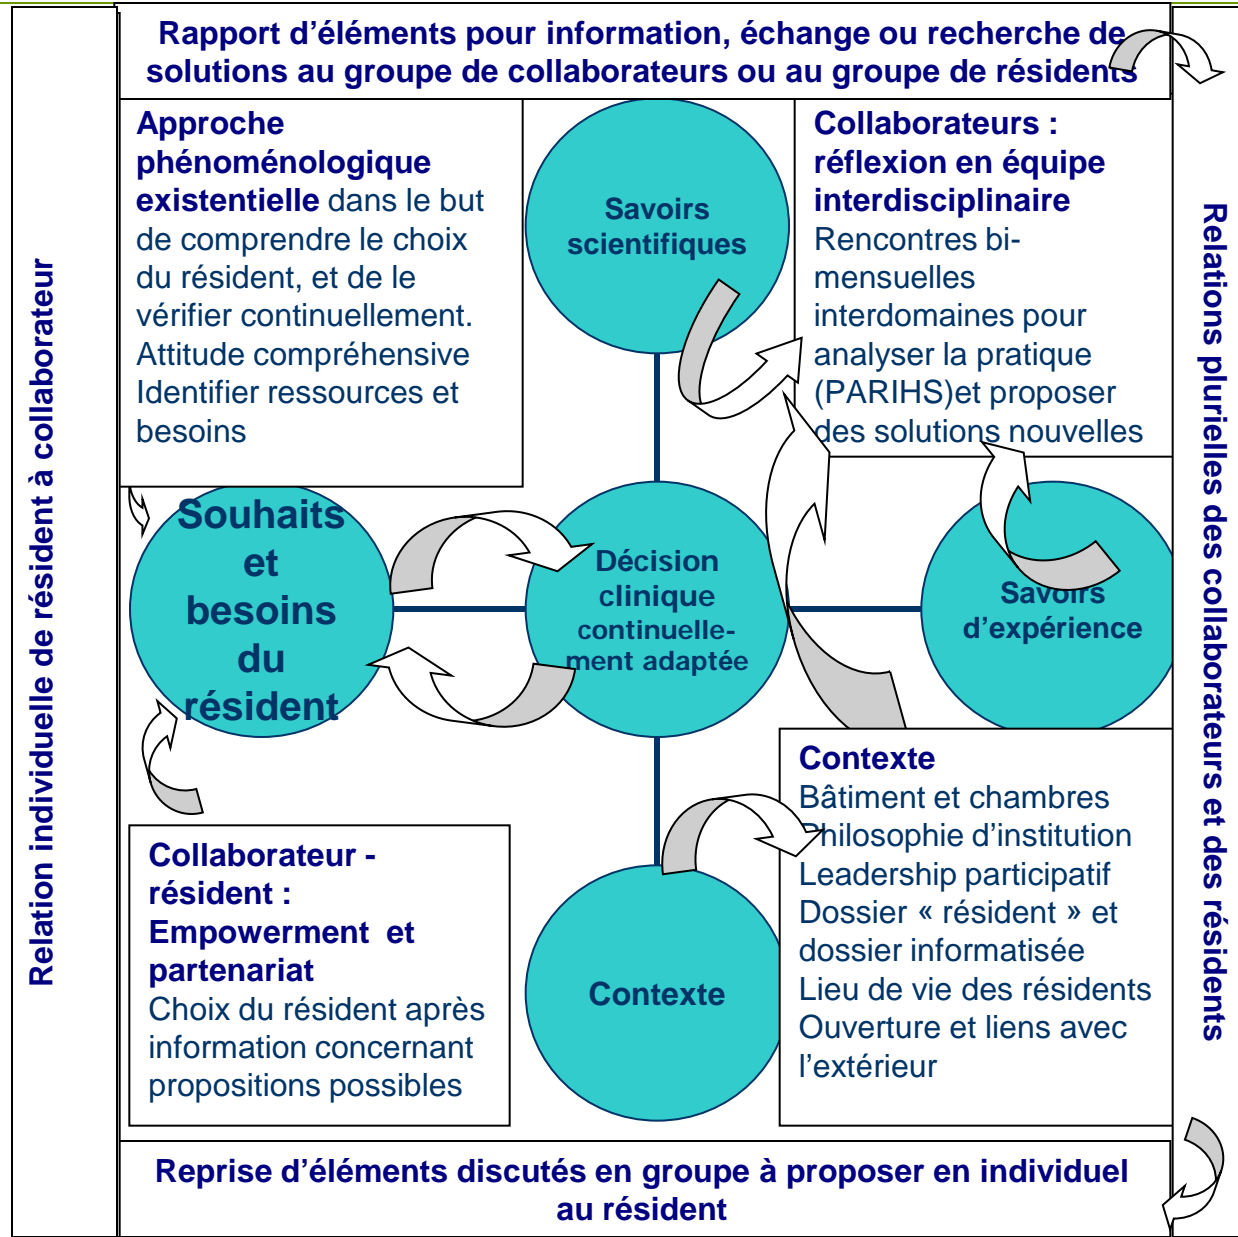 Rapport d’éléments pour information, échange ou recherche de
solutions au groupe de collaborateurs ou au groupe de résidents
Relation individuelle de résident à collaborateur
Approche
phénoménologique
existentielle dans le but
de comprendre le choix
du résident, et de le
vérifier continuellement.
Attitude compréhensive
Identifier ressources et
besoins
Savoirs
scientifiques
Collaborateurs :
réflexion en équipe
interdisciplinaire
Rencontres bi-
mensuelles
interdomaines pour
analyser la pratique
(PARIHS)et proposer
des solutions nouvelles
Souhaits
et
besoins
du
résident
Décision
clinique
continuelle-
ment adaptée
Savoirs
d’expérience
Collaborateur -
résident :
Empowerment et
partenariat
Choix du résident après
information concernant
propositions possibles
Contexte
Contexte
Bâtiment et chambres
Philosophie d’institution
Leadership participatif
Dossier « résident » et
dossier informatisée
Lieu de vie des résidents
Ouverture et liens avec
l’extérieur
Relations plurielles des collaborateurs et des résidents
Reprise d’éléments discutés en groupe à proposer en individuel
au résident